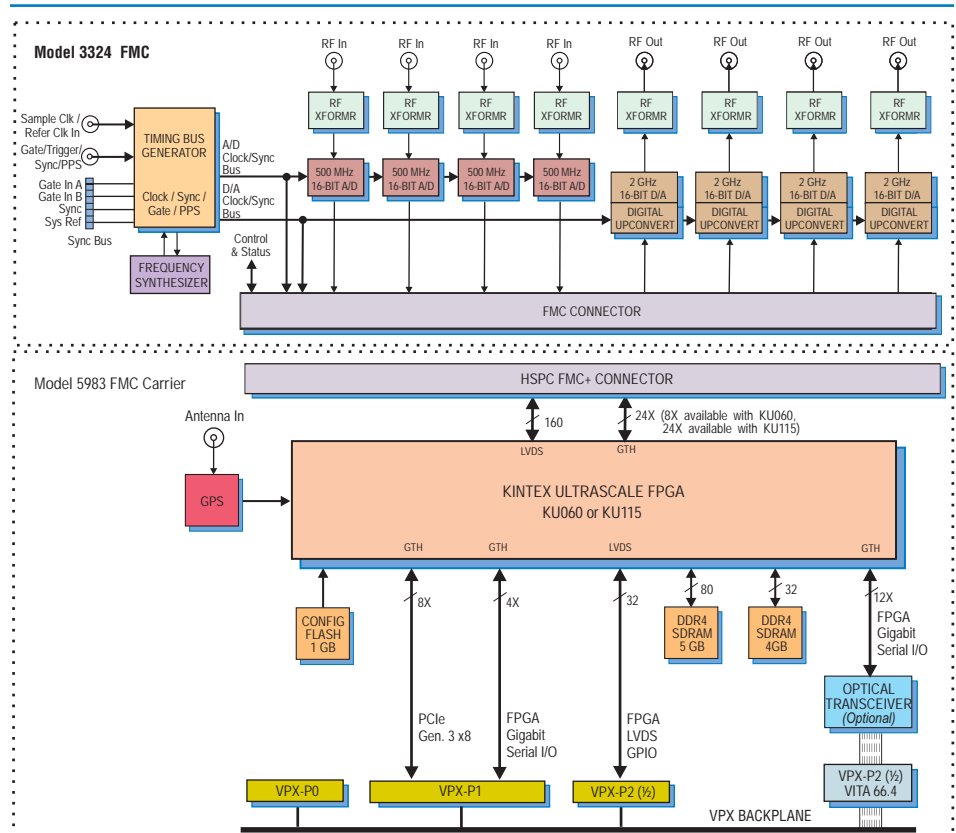 Model 3324 FMC
RF In
RF In
RF In
RF In
RF Out
RF Out
RF Out
RF Out
RF
XFORMR
RF
XFORMR
RF
XFORMR
RF
XFORMR
RF
XFORMR
RF
XFORMR
RF
XFORMR
RF
XFORMR
Sample Clk /
Refer Clk In
Gate/Trigger/
Sync/PPS
Gate In A
Gate In B
Sync
Sys Ref
Sync Bus
TIMING BUS
GENERATOR
Clock / Sync /
Gate / PPS
A/D
Clock/Sync
Bus
D/A
Clock/Sync
Bus
500 MHz
16-BIT A/D
500 MHz
16-BIT A/D
500 MHz
16-BIT A/D
500 MHz
16-BIT A/D
2 GHz
16-BIT D/A
DIGITAL
UPCONVERT
2 GHz
16-BIT D/A
DIGITAL
UPCONVERT
2 GHz
16-BIT D/A
DIGITAL
UPCONVERT
2 GHz
16-BIT D/A
DIGITAL
UPCONVERT
Control
& Status
FREQUENCY
SYNTHESIZER
FMC CONNECTOR
Model 5983 FMC Carrier
HSPC FMC+ CONNECTOR
Antenna In
160
24X (8X available with KU060,
24X available with KU115)
LVDS
GTH
GPS
KINTEX ULTRASCALE FPGA
KU060 or KU115
GTH
GTH
LVDS
GTH
8X
4X
32
80
32
12X
CONFIG
FLASH
1 GB
DDR4
SDRAM
5 GB
DDR4
SDRAM
4GB
FPGA
Gigabit
Serial I/O
OPTICAL
TRANSCEIVER
(Optional)
PCIe
Gen. 3 x8
FPGA
Gigabit
Serial I/O
FPGA
LVDS
GPIO
VPX-P0
VPX-P1
VPX-P2 (½)
VPX-P2 (½)
VITA 66.4
VPX BACKPLANE